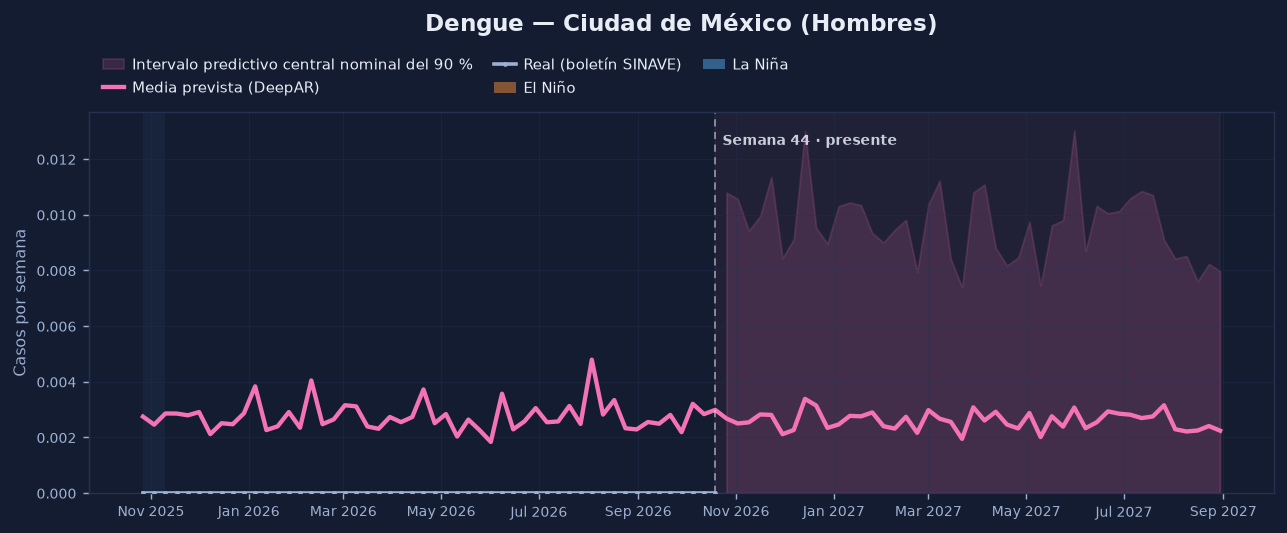 Dengue — Ciudad de México (Hombres)
Intervalo predictivo central nominal del 90 %
Real (boletín SINAVE)
La Niña
Media prevista (DeepAR)
El Niño
Semana 44 · presente
Casos por semana
0.012
0.010
0.008
0.006
0.004
0.002
0.000
Nov 2025
Jan 2026
Mar 2026
May 2026
Jul 2026
Sep 2026
Nov 2026
Jan 2027
Mar 2027
May 2027
Jul 2027
Sep 2027